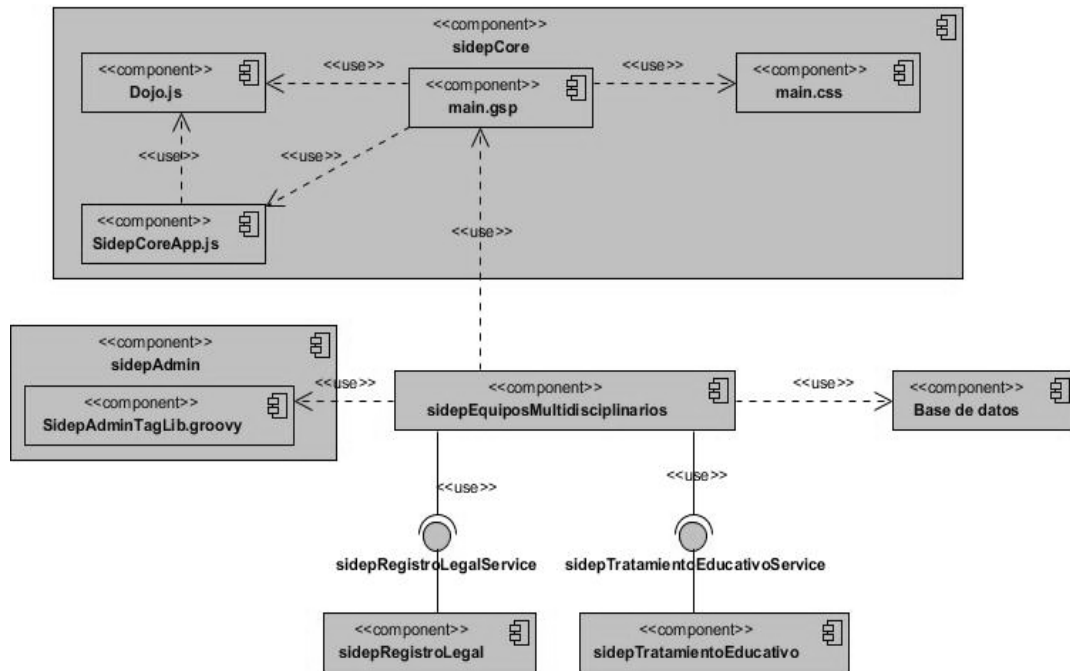 <<component>>
sidepCore
<<component>>
Dojo.js
<<use>>
<<component>>
main.gsp
<<use>>
<<component>>
main.css
<<use>>
<<use>>
<<component>>
SidepCoreApp.js
<<use>>
<<component>>
sidepAdmin
<<component>>
SidepAdminTagLib.groovy
<<use>>
<<component>>
sidepEquiposMultidisciplinarios
<<use>>
<<component>>
Base de datos
<<use>>
<<use>>
sidepRegistroLegalService
sidepTratamientoEducativoService
<<component>>
sidepRegistroLegal
<<component>>
sidepTratamientoEducativo